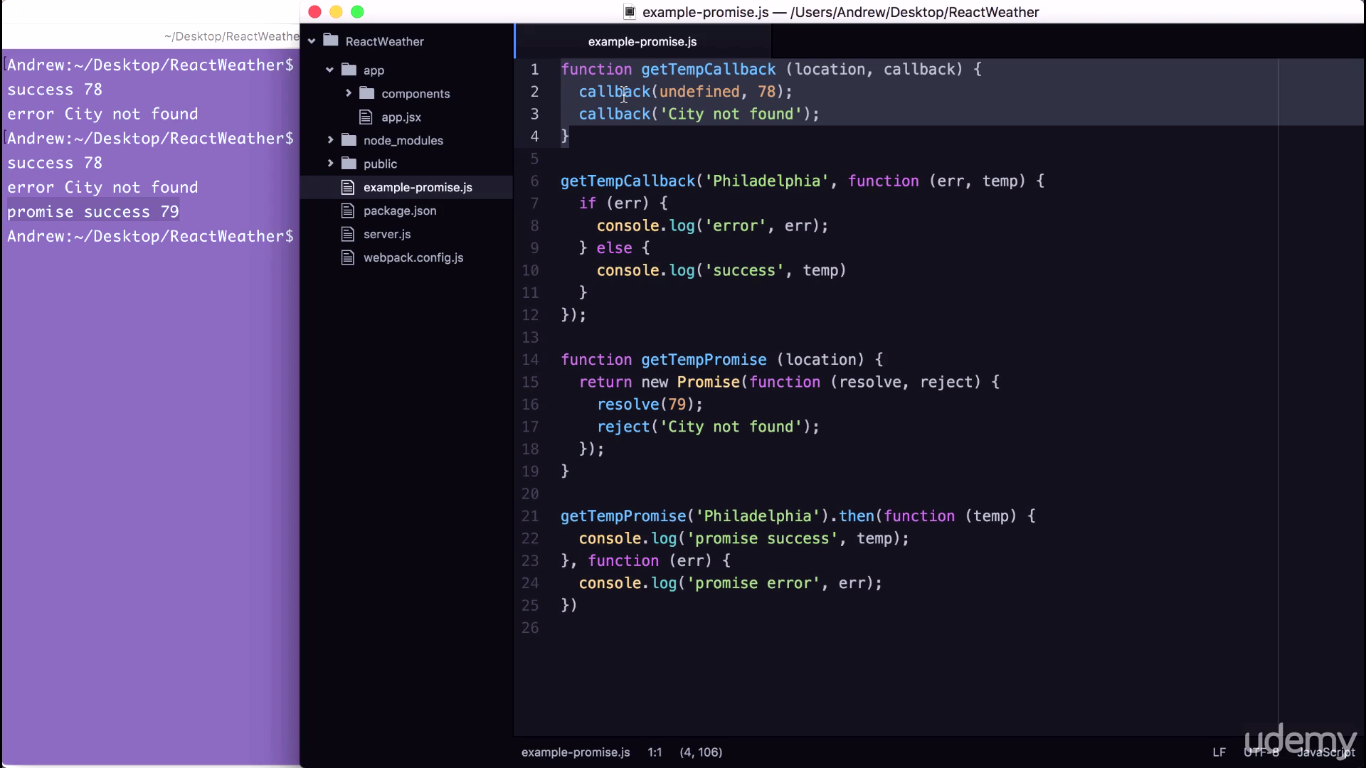 ~/Desktop/ReactWeathe
Andrew:~/Desktop/ReactWeather$
success 78
error City not found
Andrew:~/Desktop/ReactWeather$
success 78
error City not found
promise success 79
Andrew:~/Desktop/ReactWeather$
example-promise.js — /Users/Andrew/Desktop/ReactWeather
ReactWeather
app
components
app.jsx
node_modules
public
example-promise.js
package.json
server.js
webpack.config.js
example-promise.js
1 function getTempCallback (location, callback) {
2   callback(undefined, 78);
3   callback('City not found');
4 }
5
6 getTempCallback('Philadelphia', function (err, temp) {
7   if (err) {
8     console.log('error', err);
9   } else {
10     console.log('success', temp)
11   }
12 });
13
14 function getTempPromise (location) {
15   return new Promise(function (resolve, reject) {
16     resolve(79);
17     reject('City not found');
18   });
19 }
20
21 getTempPromise('Philadelphia').then(function (temp) {
22   console.log('promise success', temp);
23 }, function (err) {
24   console.log('promise error', err);
25 })
26
example-promise.js 1:1 (4, 106) LF UTF-8 JavaScript
udemy